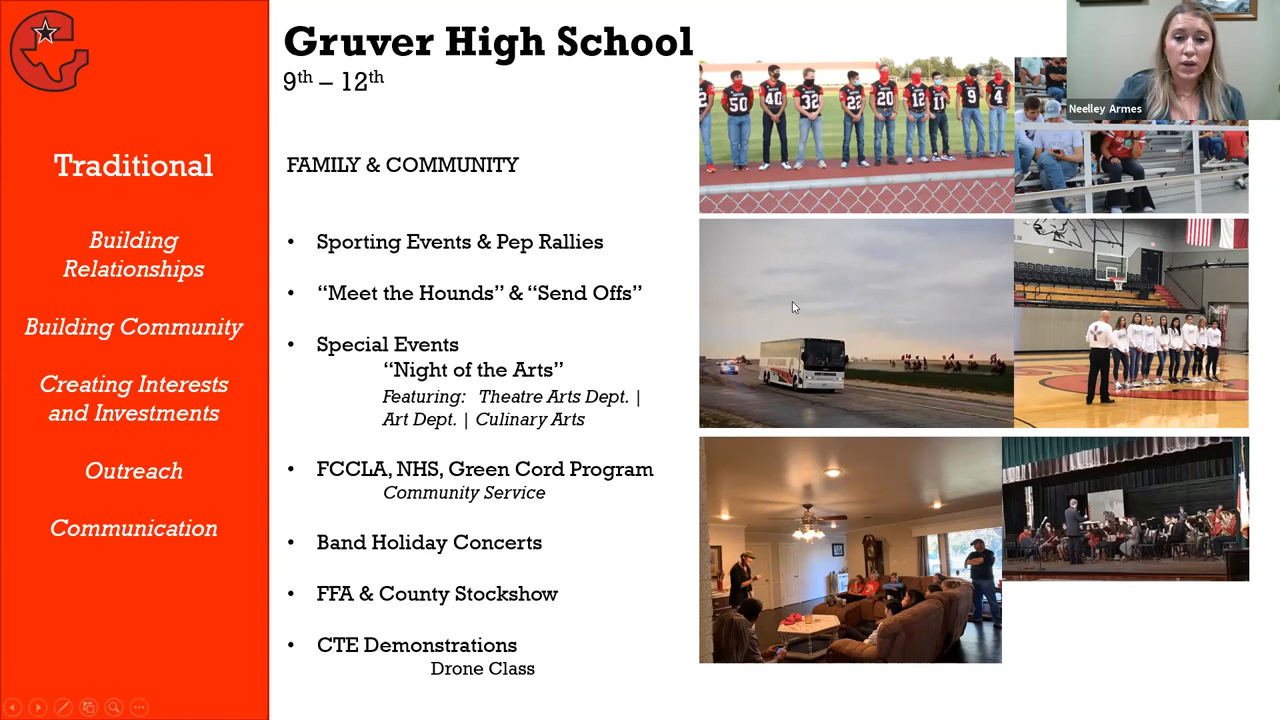 Gruver High School
9th – 12th
Neelley Armes
Traditional
Building
Relationships
Building Community
Creating Interests
and Investments
Outreach
Communication
FAMILY & COMMUNITY
• Sporting Events & Pep Rallies
• “Meet the Hounds” & “Send Offs”
• Special Events
“Night of the Arts”
Featuring: Theatre Arts Dept. |
Art Dept. | Culinary Arts
• FCCLA, NHS, Green Cord Program
Community Service
• Band Holiday Concerts
• FFA & County Stockshow
• CTE Demonstrations
Drone Class
50
40
32
22
20
12
11
9
4